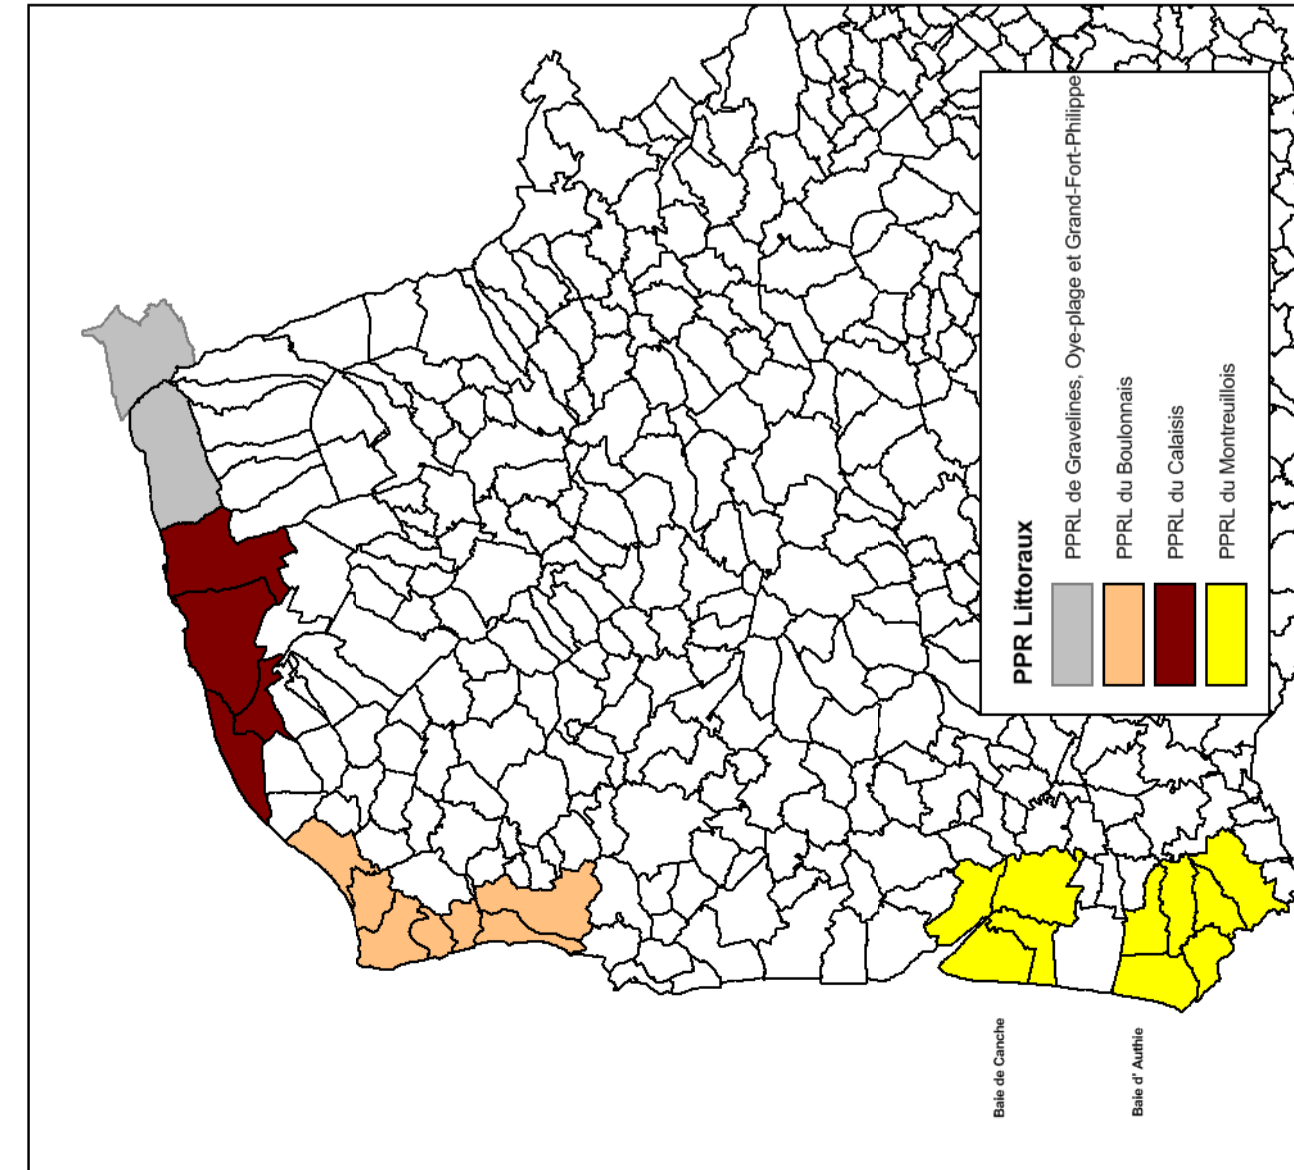 PPR Littoraux
PPRL de Gravelines, Oye-plage et Grand-Fort-Philippe
PPRL du Boulonnais
PPRL du Calaisis
PPRL du Montreuillois
Baie de Canche
Baie d' Authie